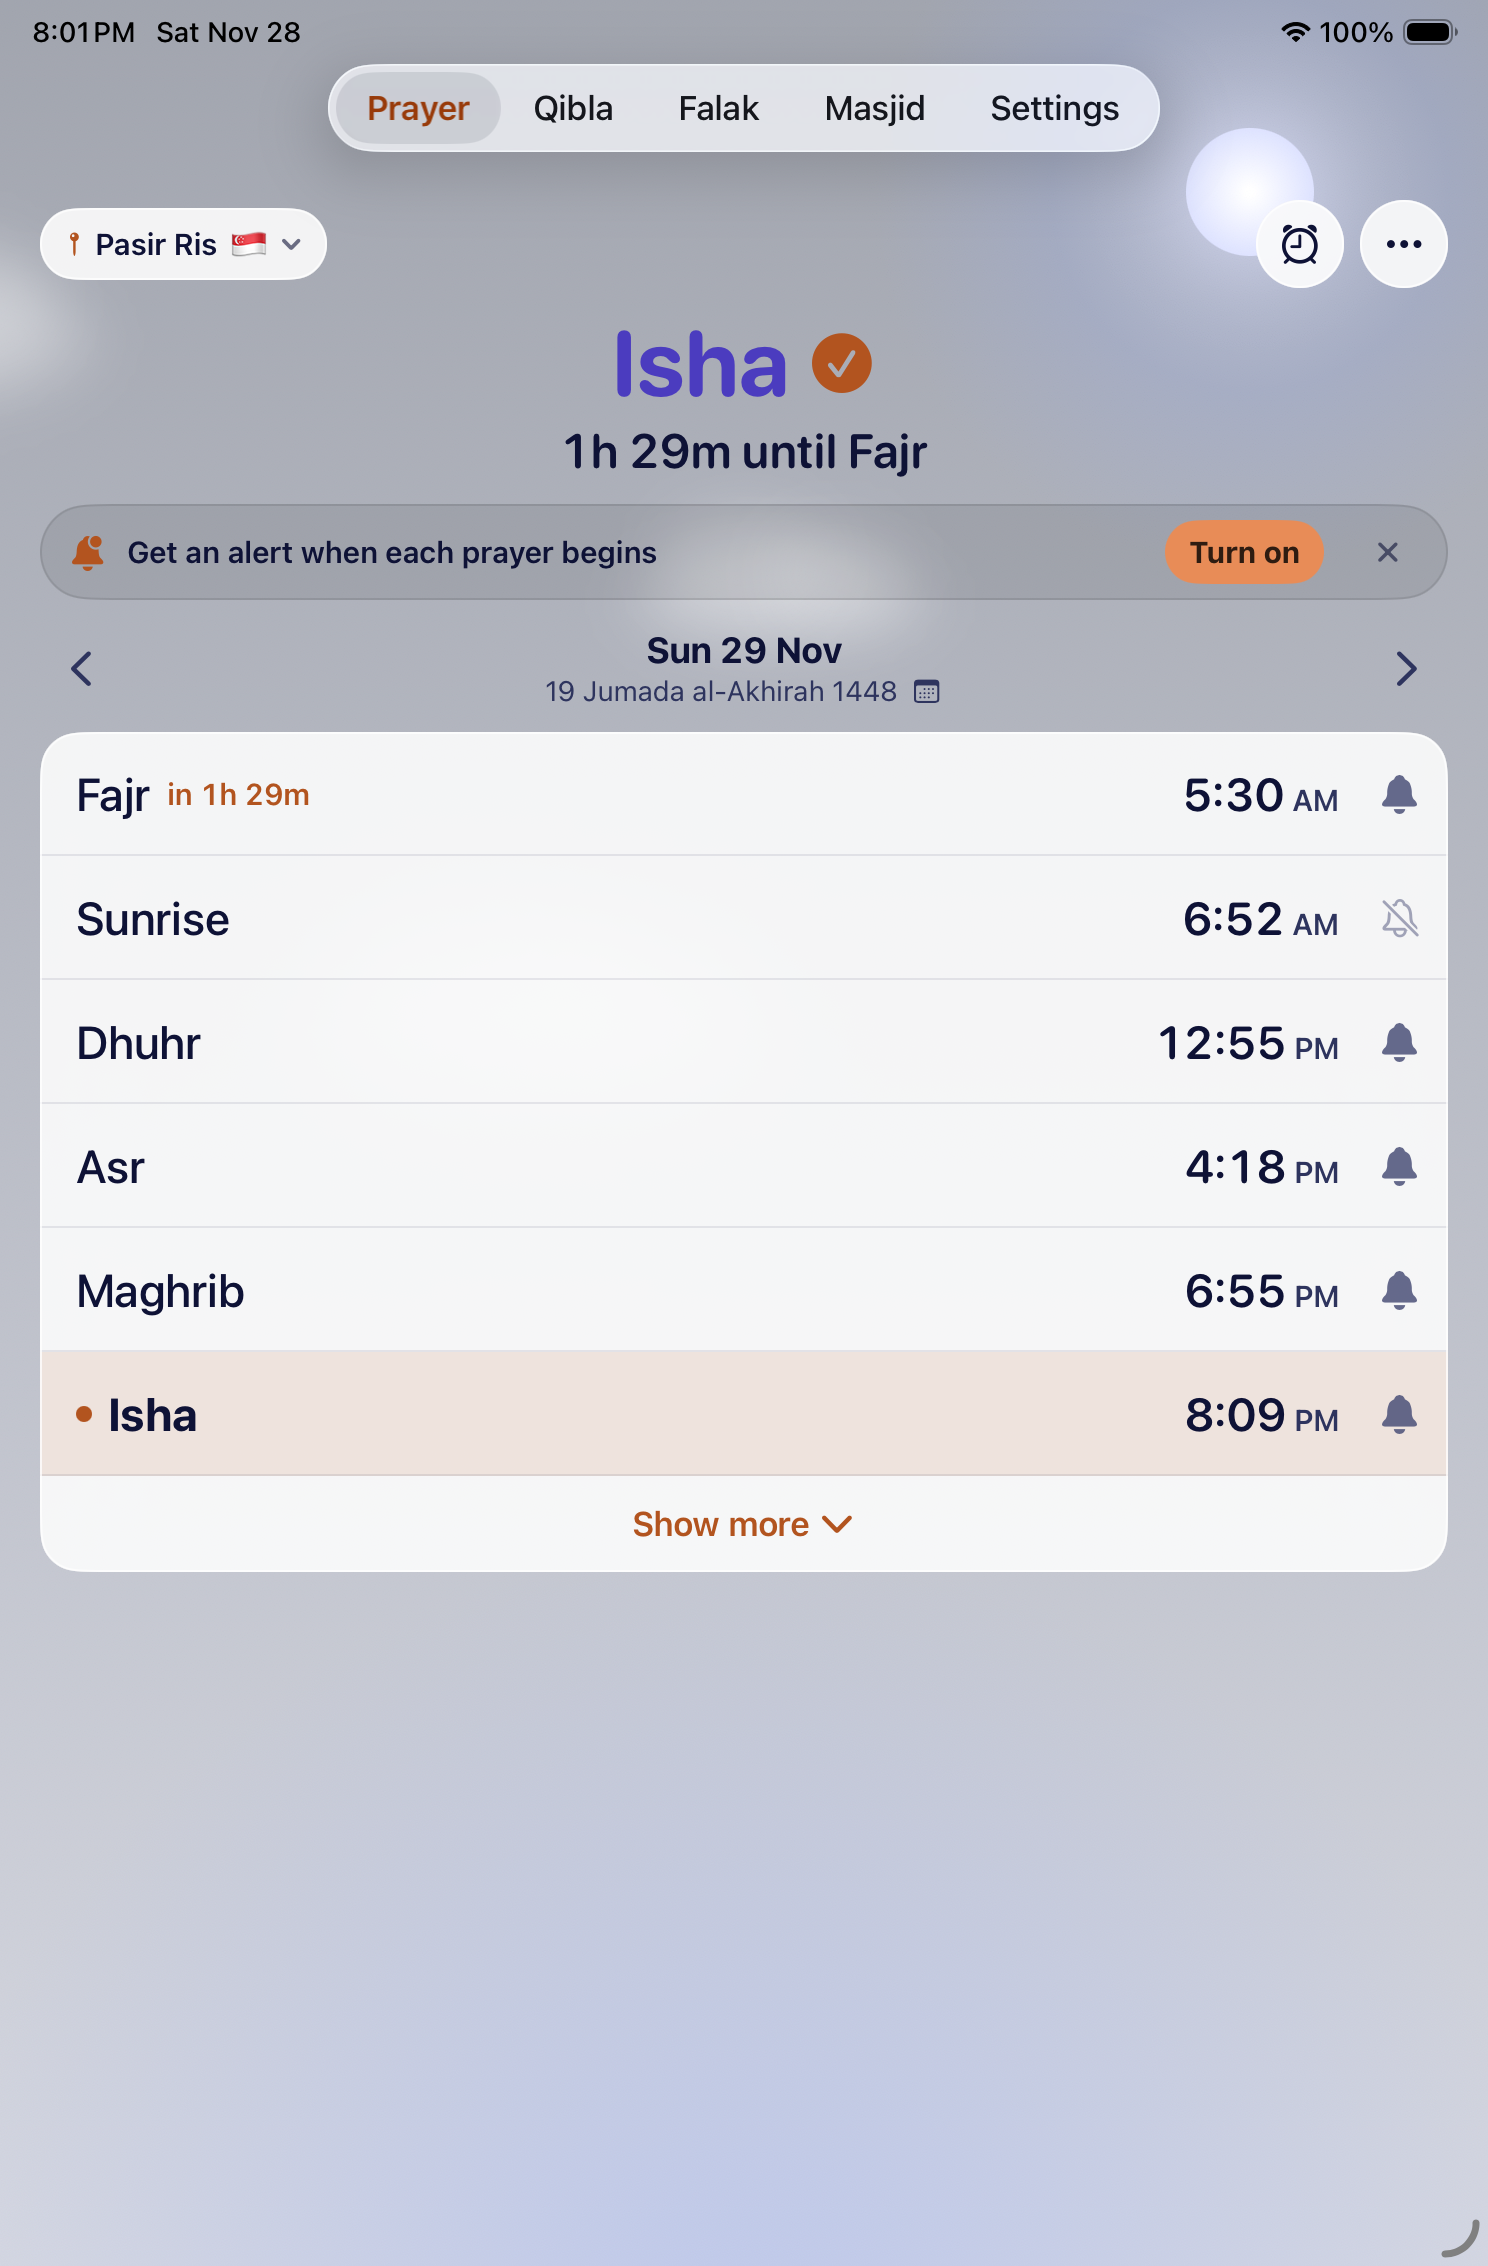 8:01 PM Sat Nov 28 100%
Prayer Qibla Falak Masjid Settings
Pasir Ris 🇸🇬
Isha
1h 29m until Fajr
Get an alert when each prayer begins Turn on
Sun 29 Nov
19 Jumada al-Akhirah 1448
Fajr in 1h 29m 5:30 AM
Sunrise 6:52 AM
Dhuhr 12:55 PM
Asr 4:18 PM
Maghrib 6:55 PM
Isha 8:09 PM
Show more